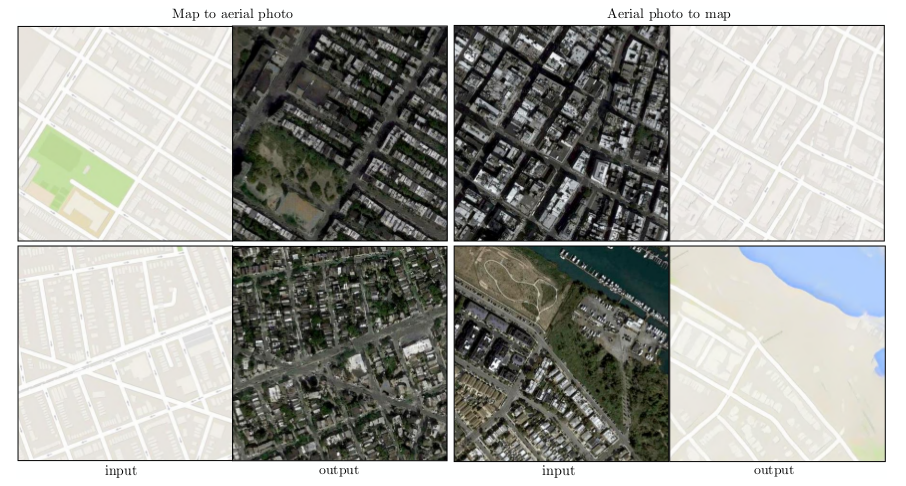 Map to aerial photo
Aerial photo to map
input
output
input
output